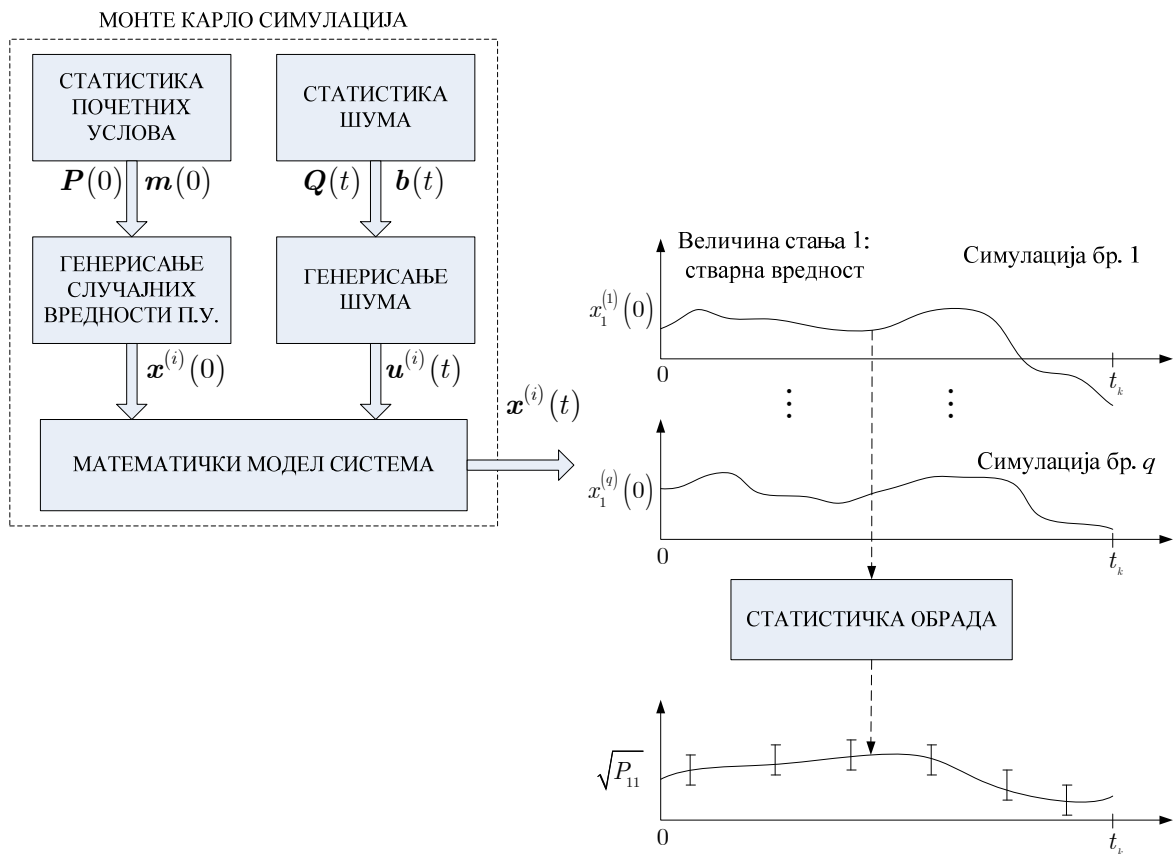 МОНТЕ КАРЛО СИМУЛАЦИЈА
СТАТИСТИКА
ПОЧЕТНИХ
УСЛОВА
СТАТИСТИКА
ШУМА
P(0) m(0)
Q(t) b(t)
ГЕНЕРИСАЊЕ
СЛУЧАЈНИХ
ВРЕДНОСТИ П.У.
ГЕНЕРИСАЊЕ
ШУМА
x^{(i)}(0)
u^{(i)}(t)
МАТЕМАТИЧКИ МОДЕЛ СИСТЕМА
x^{(i)}(t)
Величина стања 1:
стварна вредност
Симулација бр. 1
x_1^{(1)}(0)
0
t_k
⋮ ⋮
Симулација бр. q
x_1^{(q)}(0)
0
t_k
СТАТИСТИЧКА ОБРАДА
√P_{11}
0
t_k